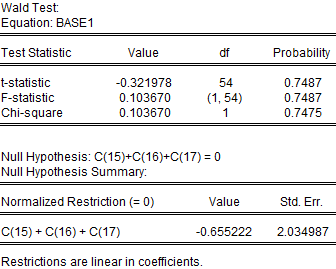 Wald Test:
Equation: BASE1
Test Statistic Value df Probability
t-statistic -0.321978 54 0.7487
F-statistic 0.103670 (1, 54) 0.7487
Chi-square 0.103670 1 0.7475
Null Hypothesis: C(15)+C(16)+C(17) = 0
Null Hypothesis Summary:
Normalized Restriction (= 0) Value Std. Err.
C(15) + C(16) + C(17) -0.655222 2.034987
Restrictions are linear in coefficients.